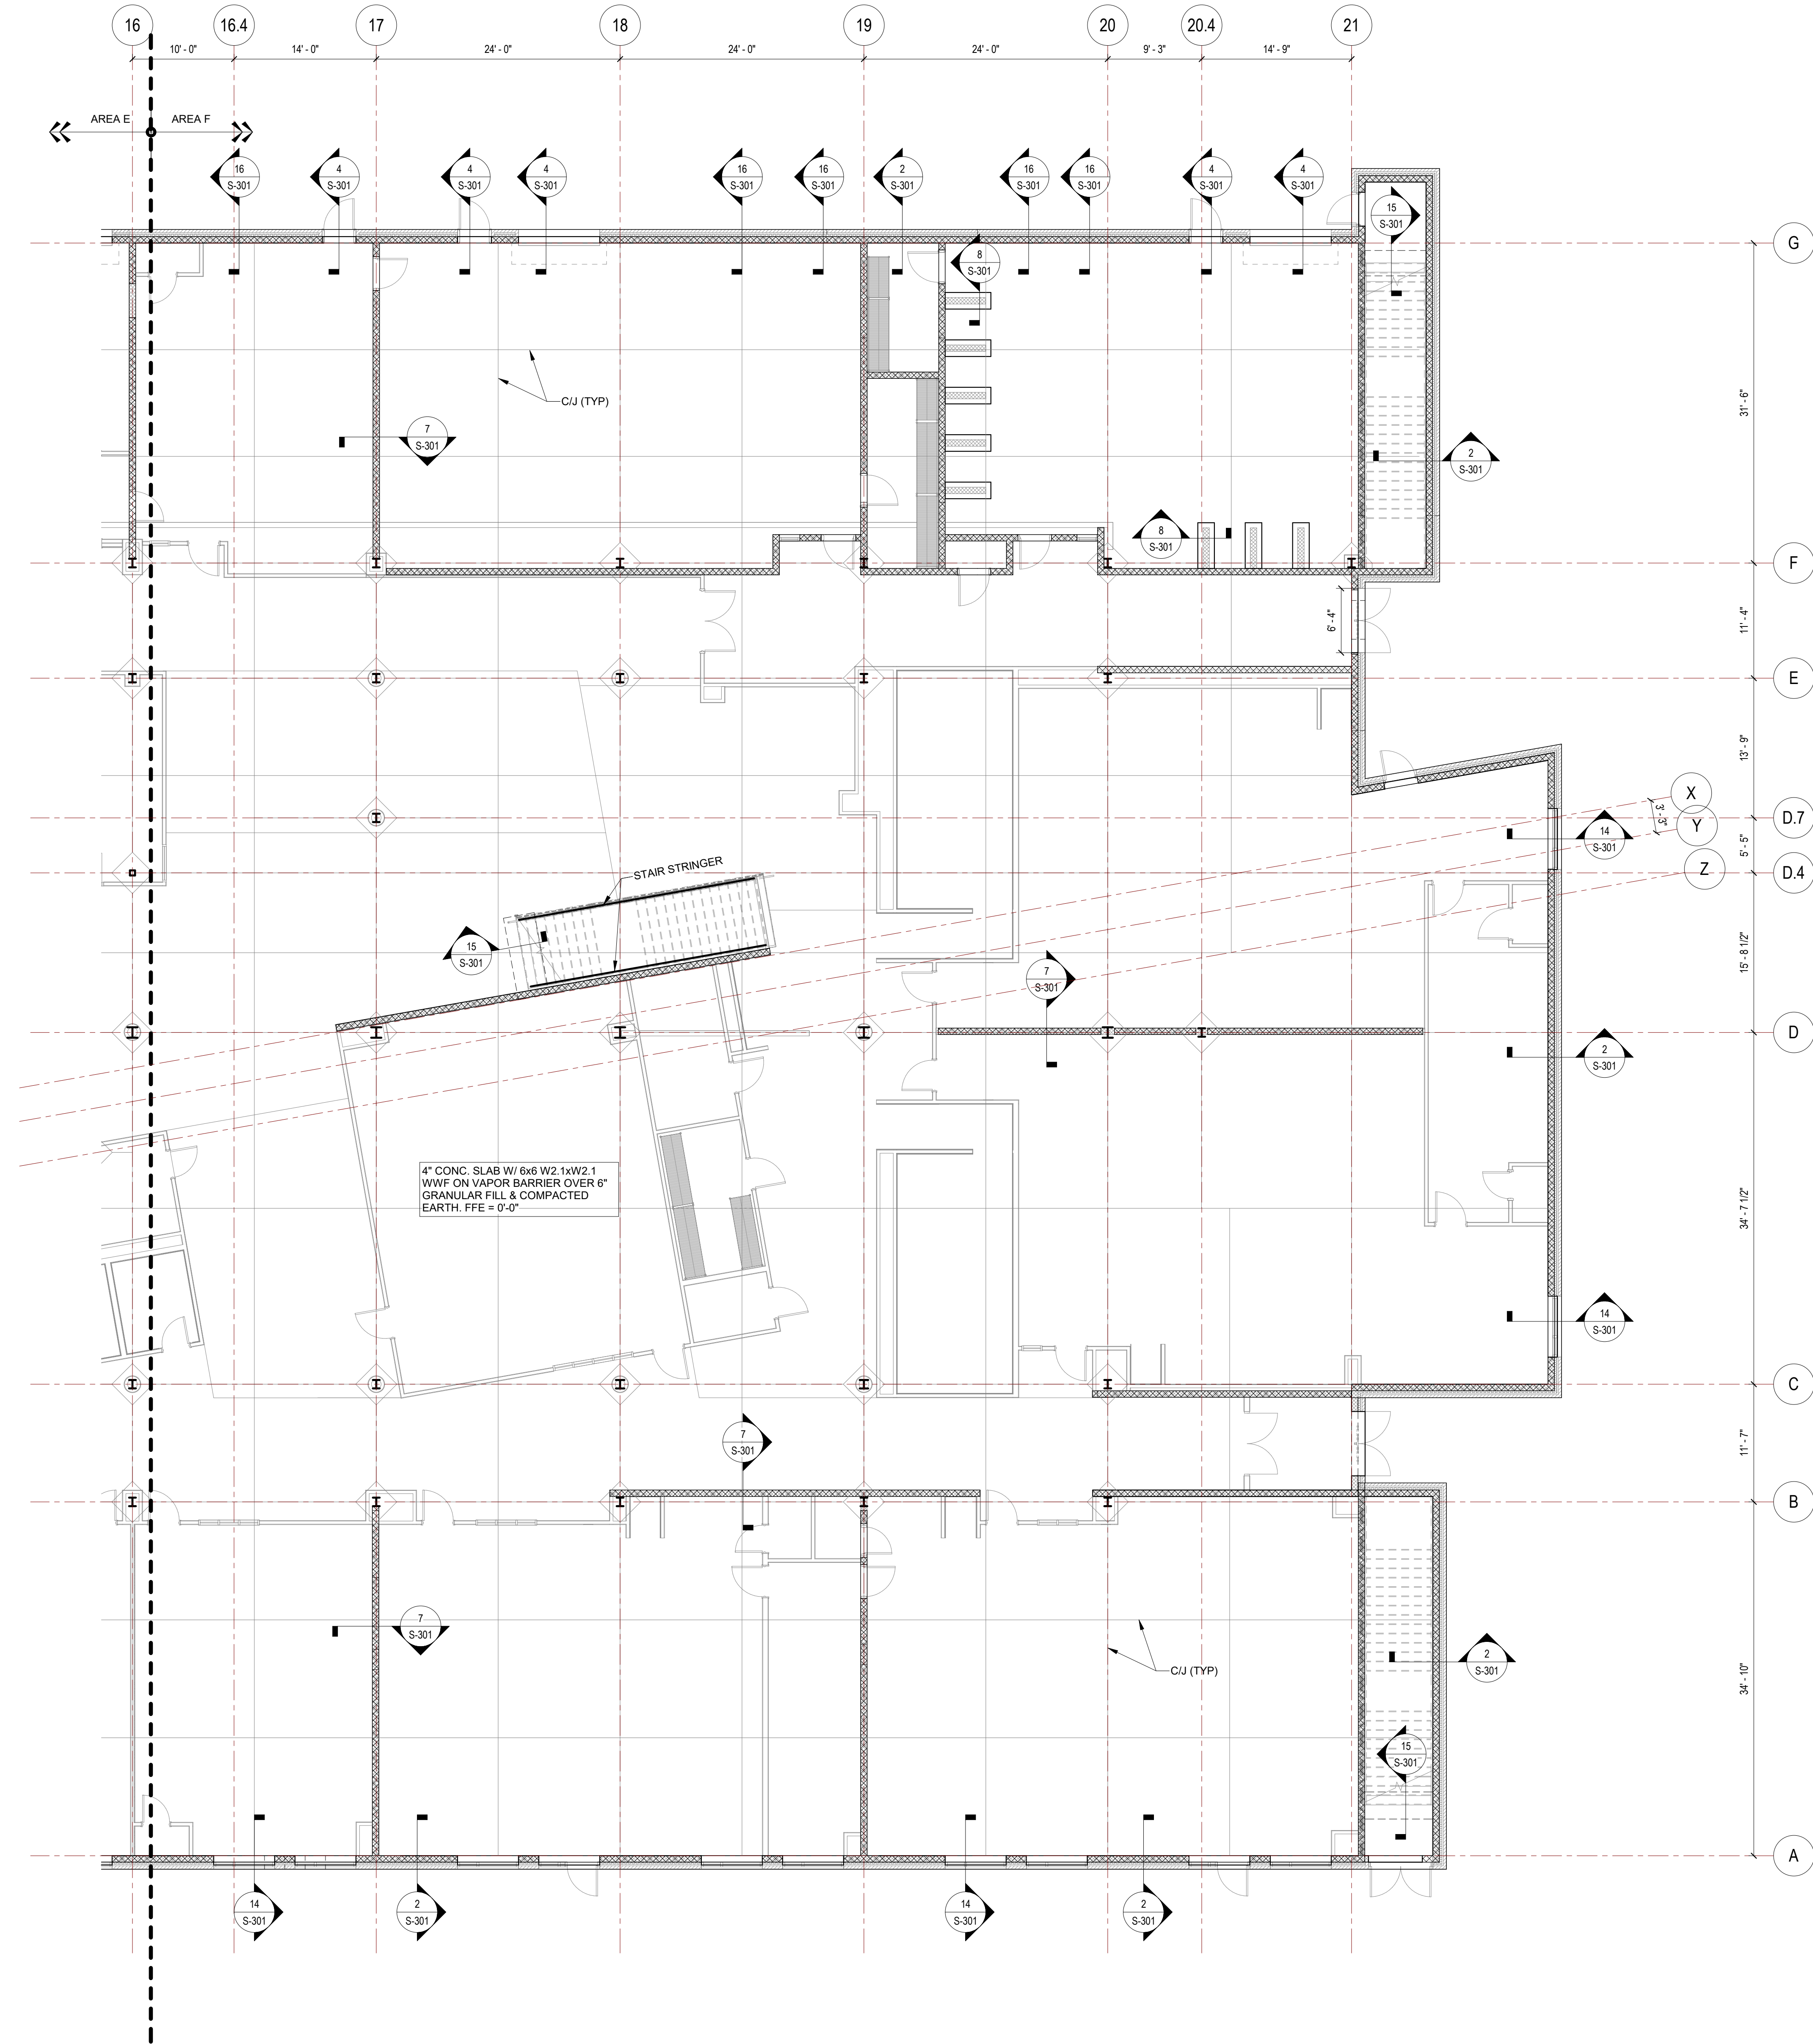 16
16.4
17
18
19
20
20.4
21
10' - 0"
14' - 0"
24' - 0"
24' - 0"
24' - 0"
9' - 3"
14' - 9"
AREA E
AREA F
16
S-301
4
S-301
4
S-301
4
S-301
16
S-301
16
S-301
2
S-301
16
S-301
16
S-301
4
S-301
4
S-301
15
S-301
G
8
S-301
31' - 6"
C/J (TYP)
7
S-301
2
S-301
8
S-301
F
6' - 4"
11' - 4"
E
13' - 9"
X
3' - 3"
Y
D.7
14
S-301
5' - 5"
Z
D.4
STAIR STRINGER
15
S-301
7
S-301
15' - 8 1/2"
D
2
S-301
4" CONC. SLAB W/ 6x6 W2.1xW2.1
WWF ON VAPOR BARRIER OVER 6"
GRANULAR FILL & COMPACTED
EARTH. FFE = 0'-0"
34' - 7 1/2"
14
S-301
C
7
S-301
11' - 7"
B
7
S-301
C/J (TYP)
2
S-301
34' - 10"
15
S-301
A
14
S-301
2
S-301
14
S-301
2
S-301